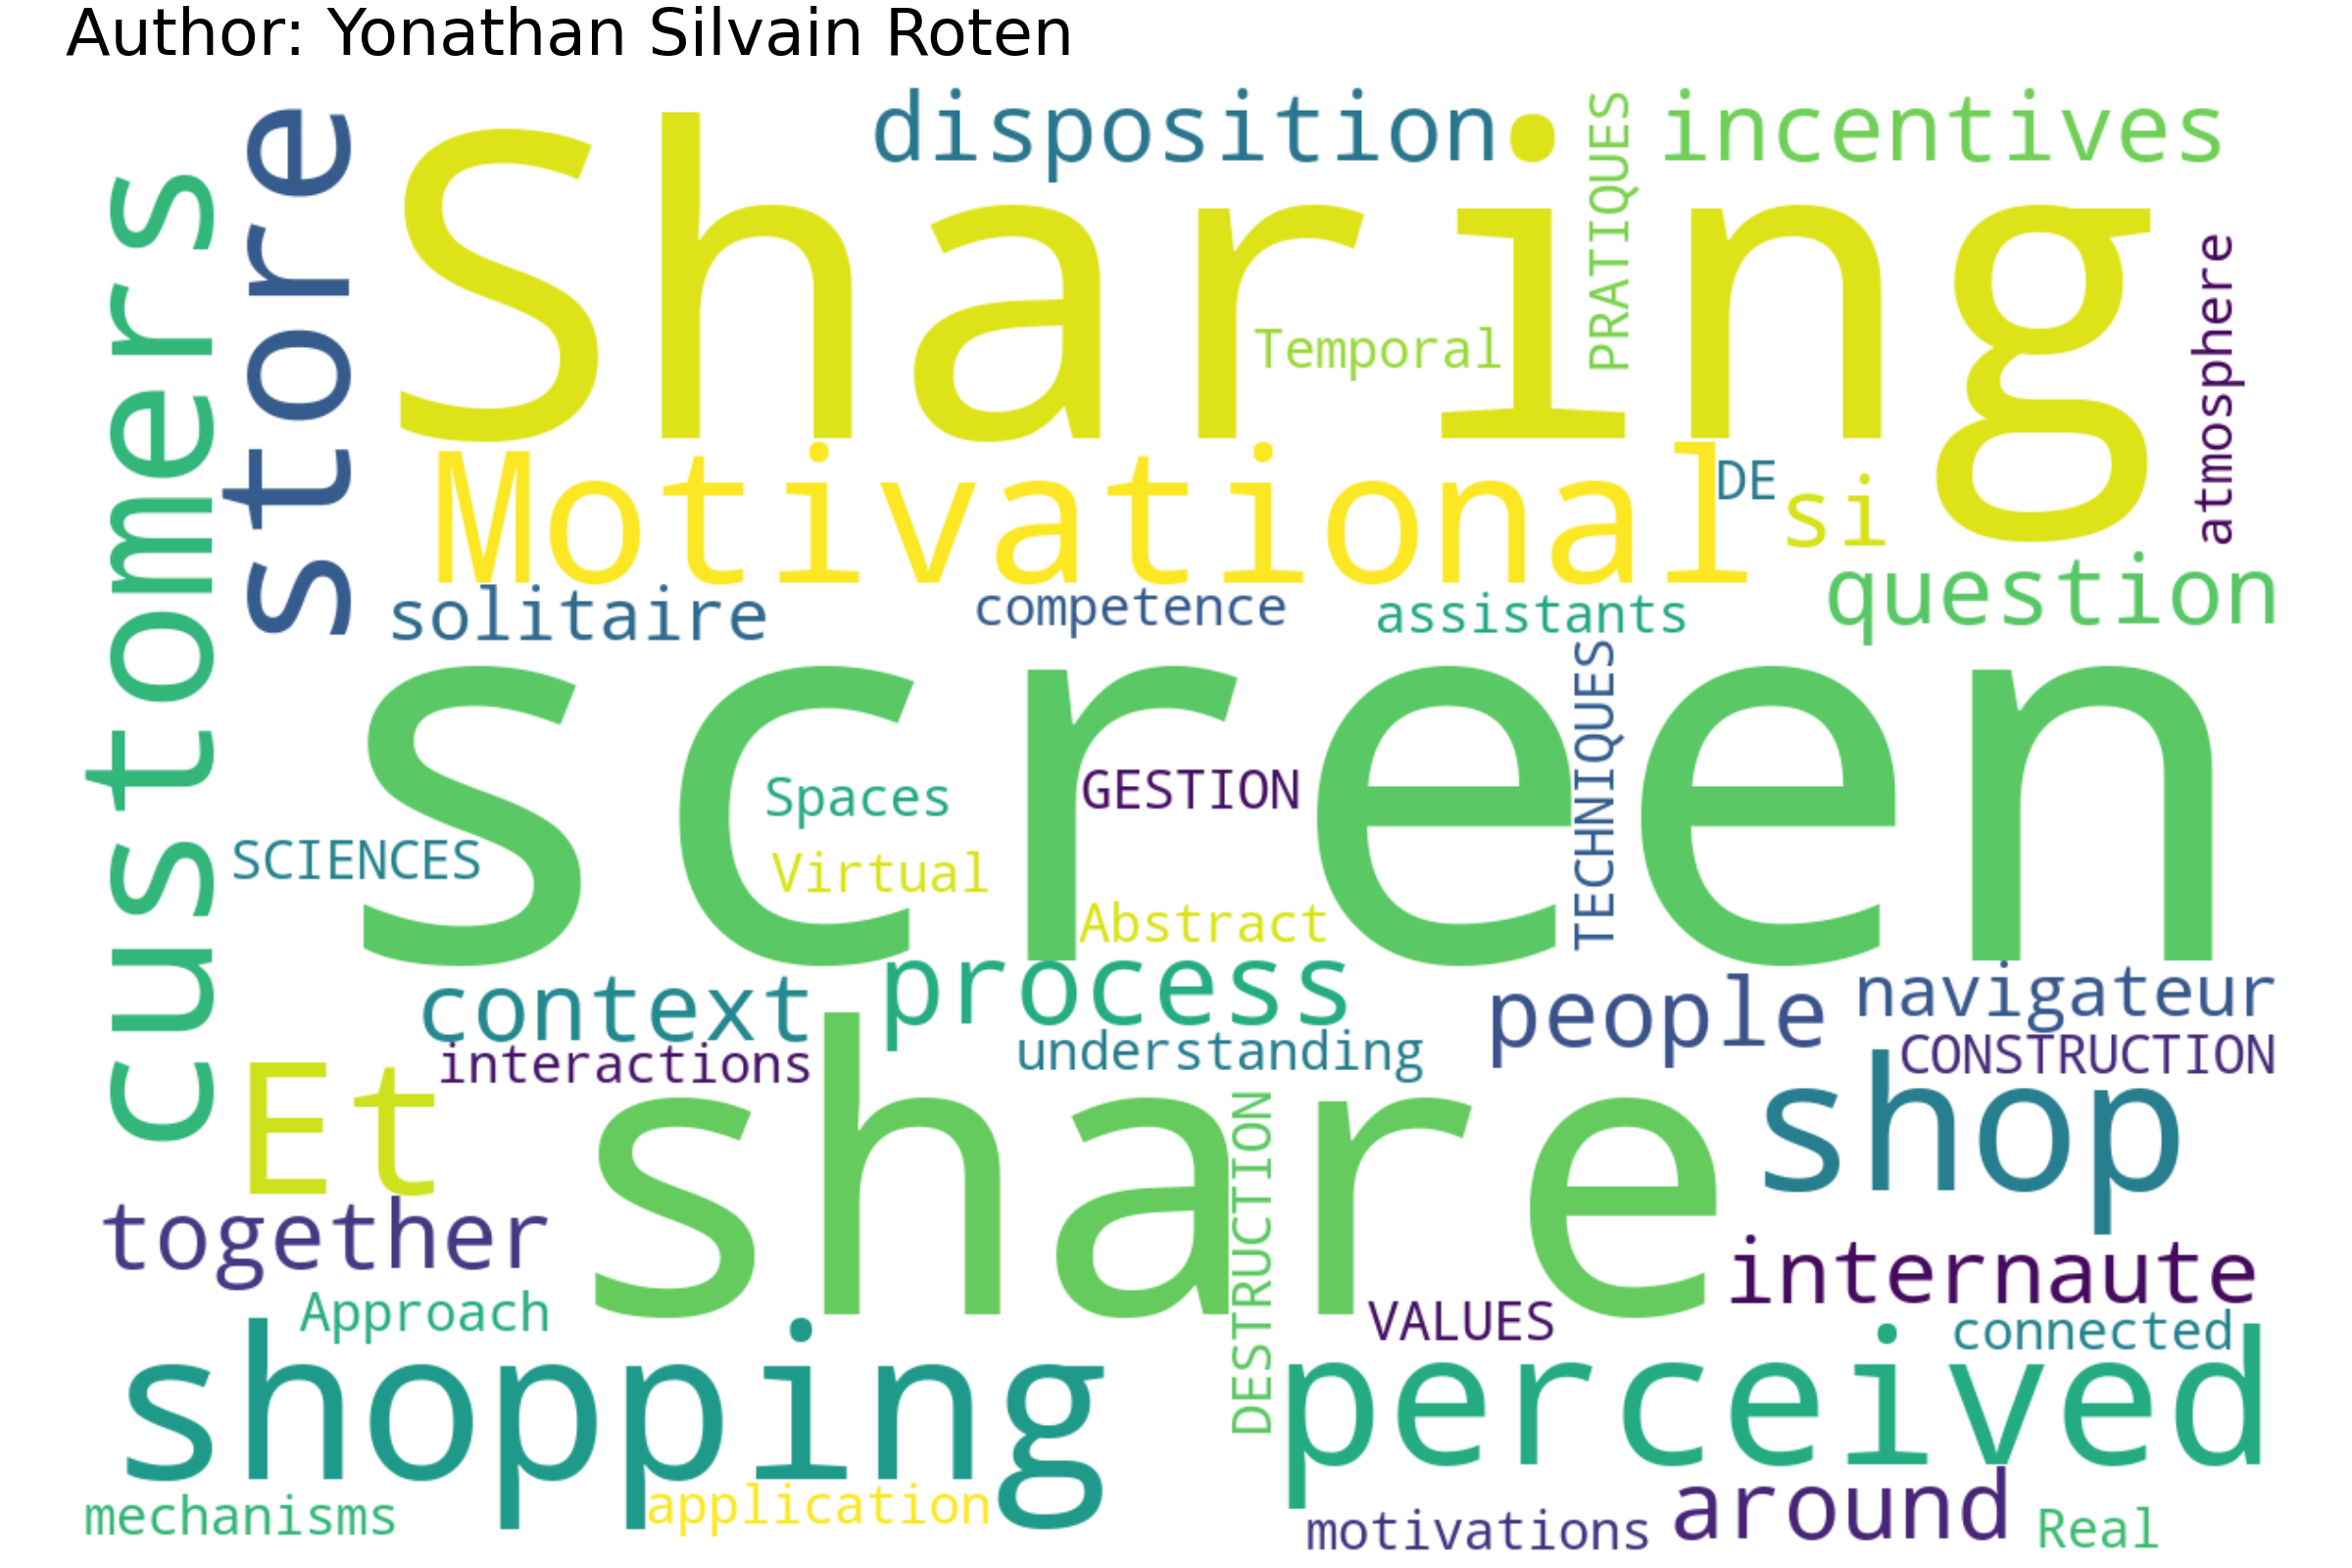 Author: Yonathan Silvain Roten
customers
store
Sharing
disposition
PRATIQUES
incentives
Temporal
atmosphere
Motivational
DE
si
solitaire
competence
assistants
question
screen
TECHNIQUES
Spaces
GESTION
SCIENCES
Virtual
Abstract
context
process
people
navigateur
interactions
understanding
CONSTRUCTION
Et
share
shop
DESTRUCTION
together
internaute
Approach
VALUES
connected
shopping
perceived
mechanisms
application
motivations
around
Real